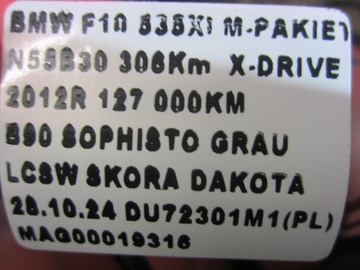 BMW F10 535Xi M-PAKIET
N55B30 306Km X-DRIVE
2012R 127 000KM
B90 SOPHISTO GRAU
LCSW SKORA DAKOTA
28.10.24 DU72301M1(PL)
MAG00019316